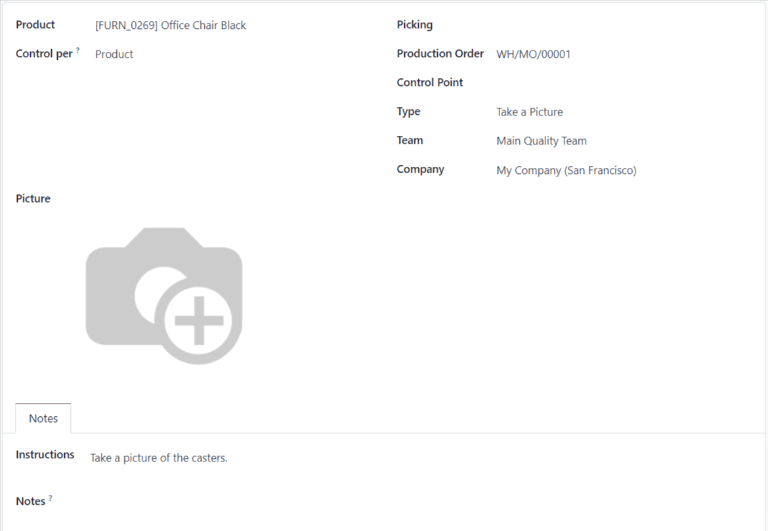 Product [FURN_0269] Office Chair Black
Control per ? Product
Picking
Production Order WH/MO/00001
Control Point
Type Take a Picture
Team Main Quality Team
Company My Company (San Francisco)
Picture
Notes
Instructions Take a picture of the casters.
Notes ?